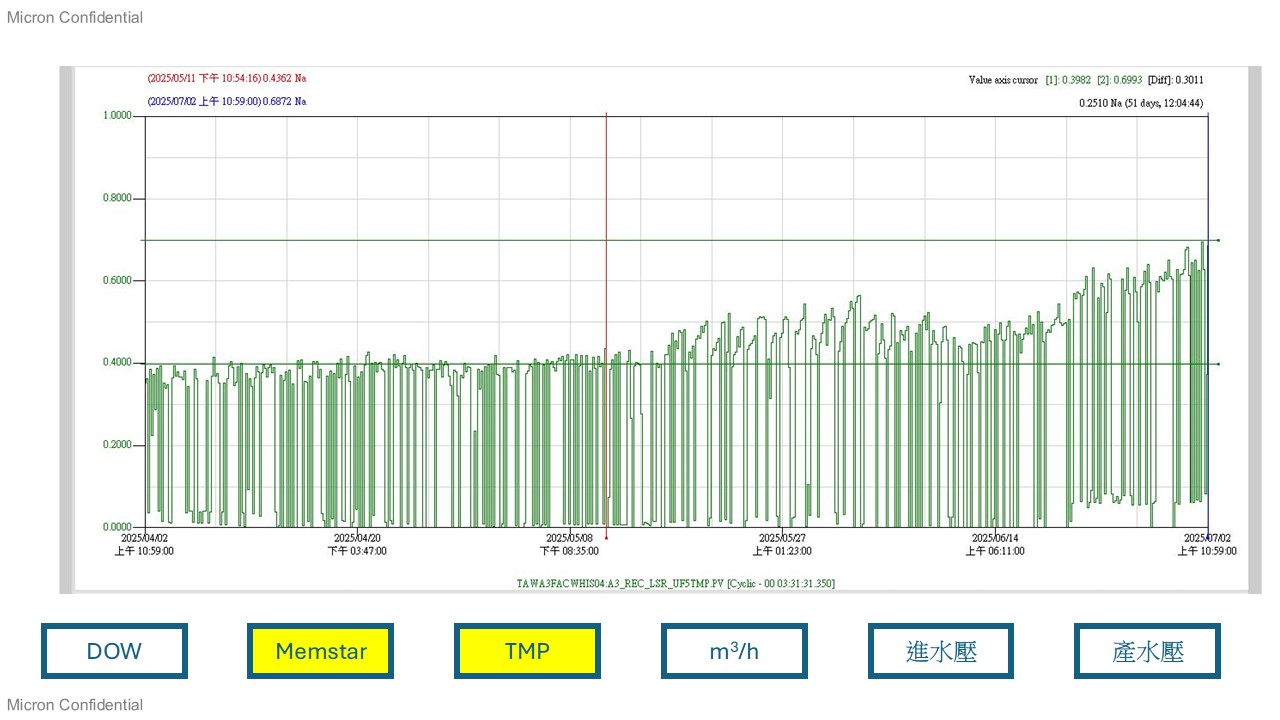 Micron Confidential
(2025/05/11 下午 10:54:16) 0.4362 Na
Value axis cursor [1]: 0.3982 [2]: 0.6993 [Diff]: 0.3011
(2025/07/02 上午 10:59:00) 0.6872 Na
0.2510 Na (51 days, 12:04:44)
1.0000
0.8000
0.6000
0.4000
0.2000
0.0000
2025/04/02 2025/04/20 2025/05/08 2025/05/27 2025/06/14 2025/07/02
上午 10:59:00 下午 03:47:00 下午 08:35:00 上午 01:23:00 上午 06:11:00 上午 10:59:00
TAWA3FACWHIS04:A3_REC_LSR_UF5TMP.PV [Cyclic - 00 03:31:31.350]
DOW Memstar TMP m³/h 進水壓 產水壓
Micron Confidential